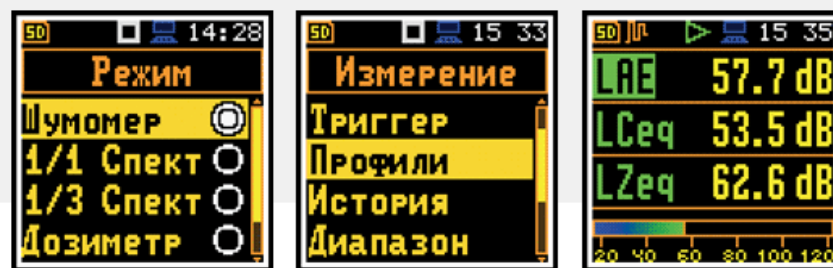 SD 14:28
Режим
Шумомер
1/1 Спект
1/3 Спект
Дозиметр
SD 15 33
Измерение
Триггер
Профили
История
Диапазон
SD 15 35
LAE 57.7 dB
LCeq 53.5 dB
LZeq 62.6 dB
20 40 60 80 100 120